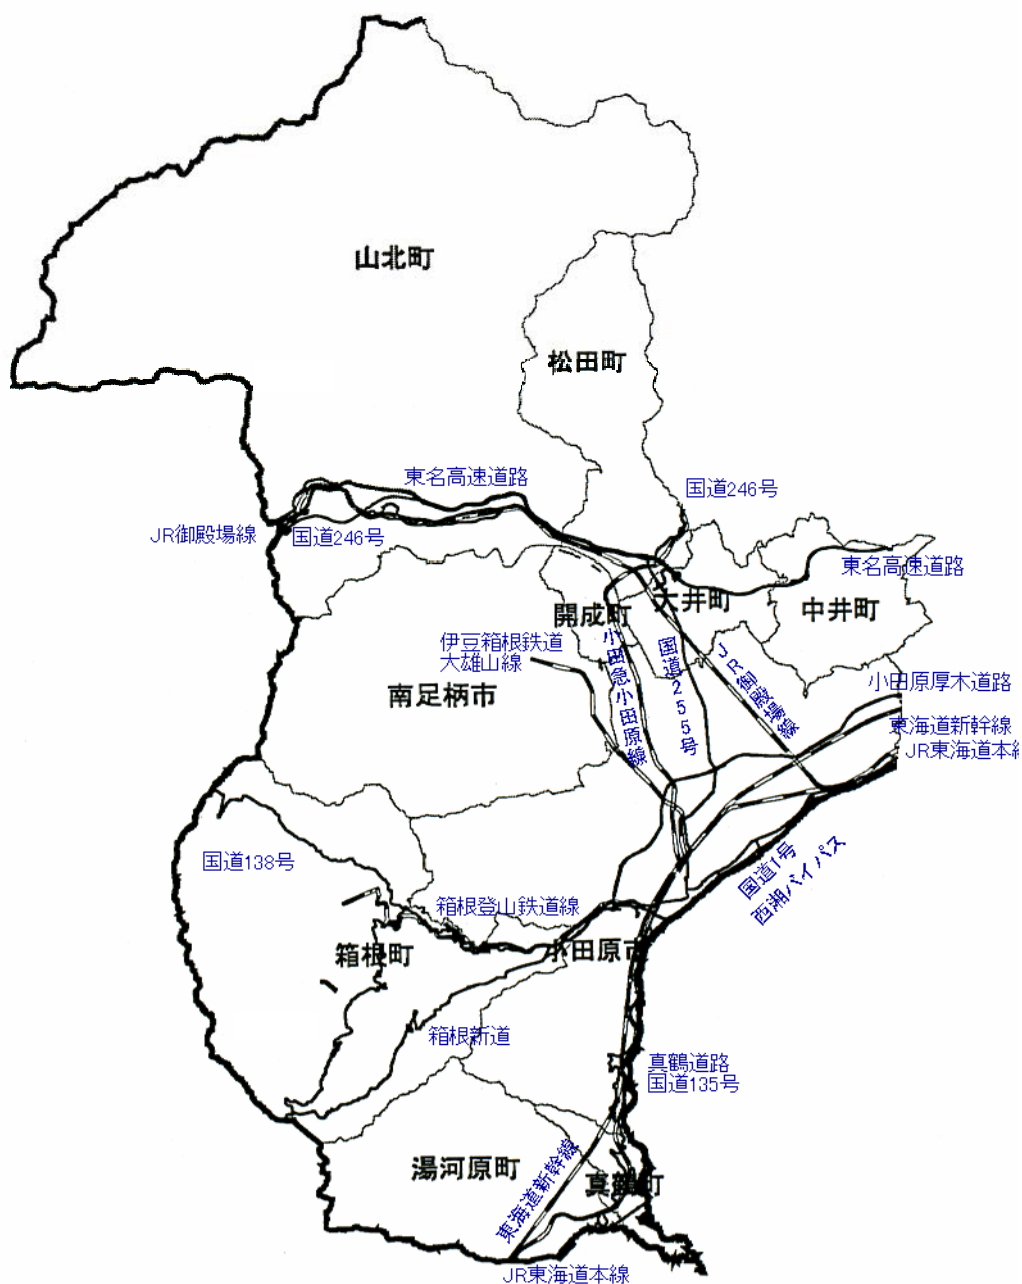 山北町
松田町
東名高速道路
国道246号
JR御殿場線
国道246号
東名高速道路
大井町
中井町
開成町
伊豆箱根鉄道
大雄山線
小田急小田原線
国道255号
JR御殿場線
南足柄市
小田原厚木道路
東海道新幹線
JR東海道本線
国道138号
国道1号
西湘バイパス
箱根登山鉄道線
箱根町
小田原市
箱根新道
真鶴道路
国道135号
湯河原町
東海道新幹線
真鶴町
JR東海道本線